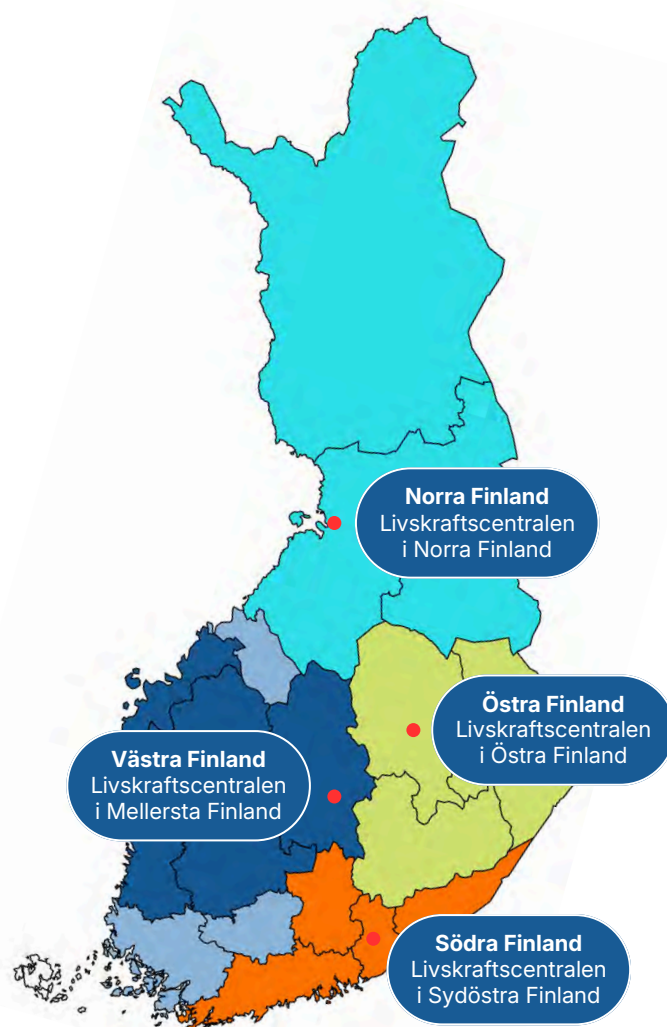 Norra Finland
Livskraftscentralen
i Norra Finland
Östra Finland
Livskraftscentralen
i Östra Finland
Västra Finland
Livskraftscentralen
i Mellersta Finland
Södra Finland
Livskraftscentralen
i Sydöstra Finland